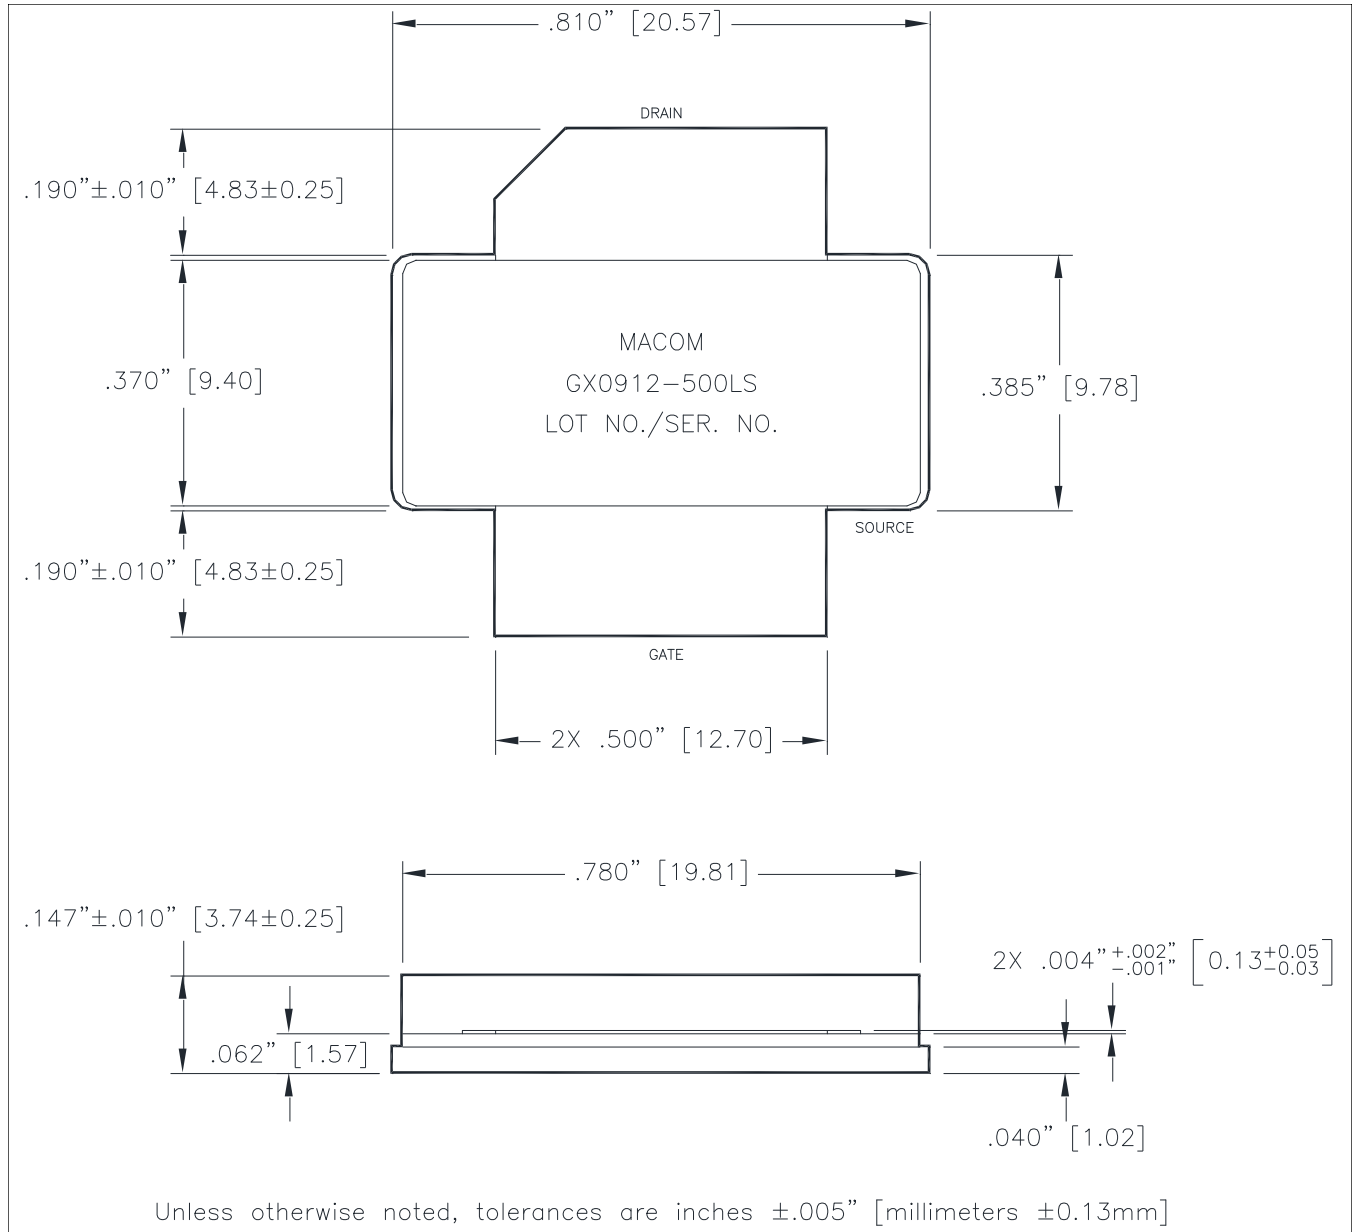 .810” [20.57]
DRAIN
.190”±.010” [4.83±0.25]
MACOM
.370” [9.40]
GX0912-500LS
.385” [9.78]
LOT NO./SER. NO.
SOURCE
.190”±.010” [4.83±0.25]
GATE
2X .500” [12.70]
.780” [19.81]
.147”±.010” [3.74±0.25]
2X .004” +.002” -.001” [0.13 +0.05 -0.03]
.062” [1.57]
.040” [1.02]
Unless otherwise noted, tolerances are inches ±.005” [millimeters ±0.13mm]